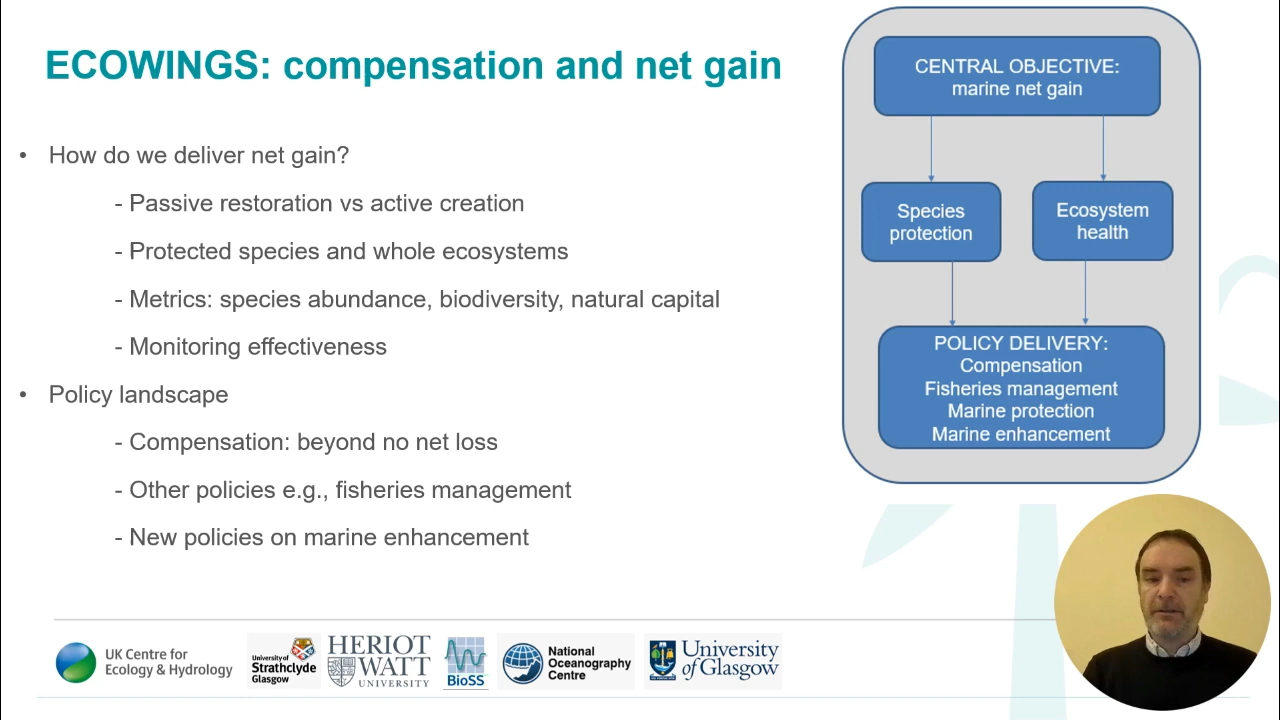 ECOWINGS: compensation and net gain
• How do we deliver net gain?
- Passive restoration vs active creation
- Protected species and whole ecosystems
- Metrics: species abundance, biodiversity, natural capital
- Monitoring effectiveness
• Policy landscape
- Compensation: beyond no net loss
- Other policies e.g., fisheries management
- New policies on marine enhancement
CENTRAL OBJECTIVE:
marine net gain
Species
protection
Ecosystem
health
POLICY DELIVERY:
Compensation
Fisheries management
Marine protection
Marine enhancement
UK Centre for
Ecology & Hydrology
University of
Strathclyde
Glasgow
HERIOT
WATT
UNIVERSITY
BioSS
National
Oceanography
Centre
University
of Glasgow